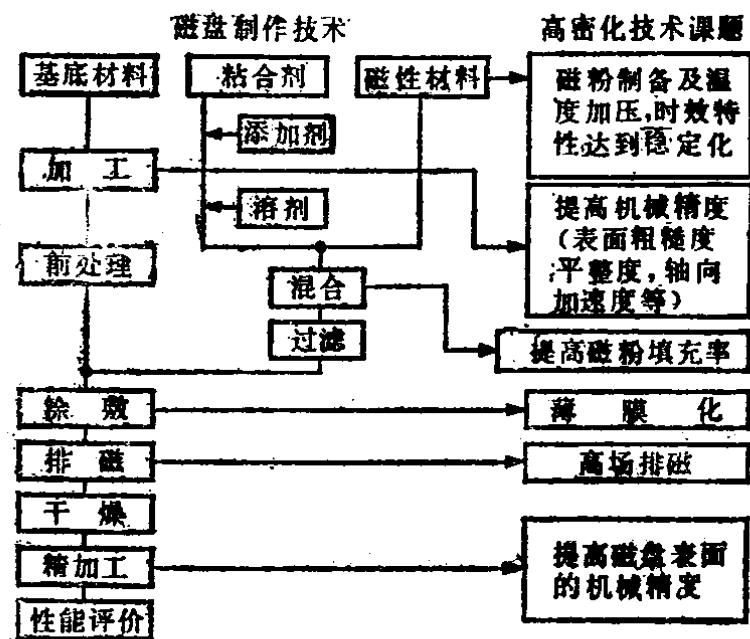 磁盘制作技术
高密化技术课题
基底材料
粘合剂
磁性材料
磁粉制备及温
度加压,时效特
性达到稳定化
添加剂
加工
溶剂
提高机械精度
(表面粗糙度
平整度,轴向
加速度等)
前处理
混合
过滤
提高磁粉填充率
涂敷
薄膜化
排磁
高场排磁
干燥
精加工
提高磁盘表面
的机械精度
性能评价